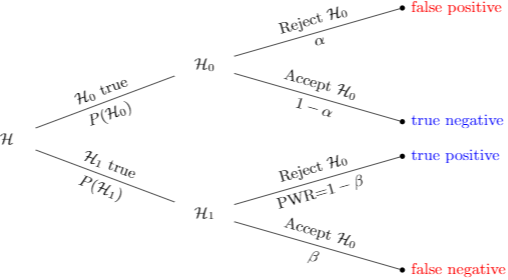 Reject ℋ₀
false positive
α
ℋ₀
ℋ₀ true
Accept ℋ₀
P(ℋ₀)
1 − α
true negative
ℋ
true positive
ℋ₁ true
Reject ℋ₀
P(ℋ₁)
PWR=1 − β
ℋ₁
Accept ℋ₀
β
false negative